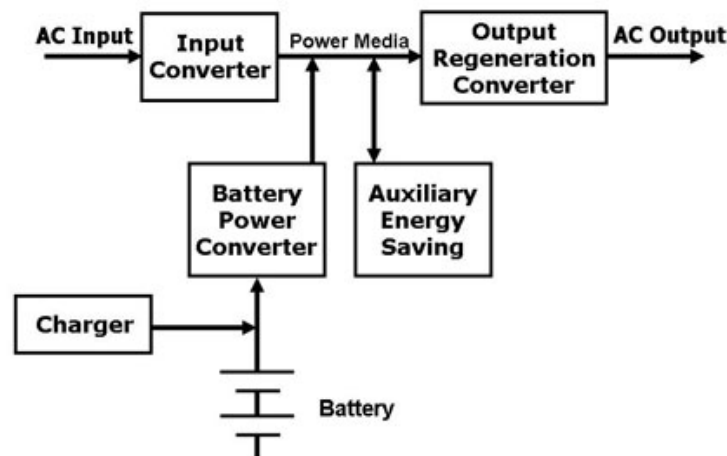 AC Input
Input
Converter
Power Media
Output
Regeneration
Converter
AC Output
Battery
Power
Converter
Auxiliary
Energy
Saving
Charger
Battery